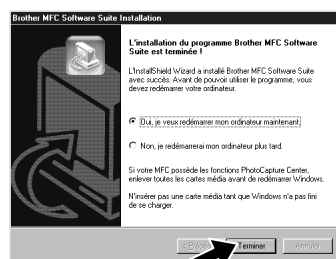 Brother MFC Software Suite Installation
L'installation du programme Brother MFC Software
Suite est terminée !
L'InstallShield Wizard a installé Brother MFC Software Suite
avec succès. Avant de pouvoir utiliser le programme, vous
devez redémarrer votre ordinateur.
Oui, je veux redémarrer mon ordinateur maintenant.
Non, je redémarrerai mon ordinateur plus tard.
Si votre MFC possède les fonctions PhotoCapture Center,
enlever toutes les cartes média avant de redémarrer Windows.
N'insérer pas une carte média tant que Windows n'a pas fini
de se charger.
Terminer
Annuler